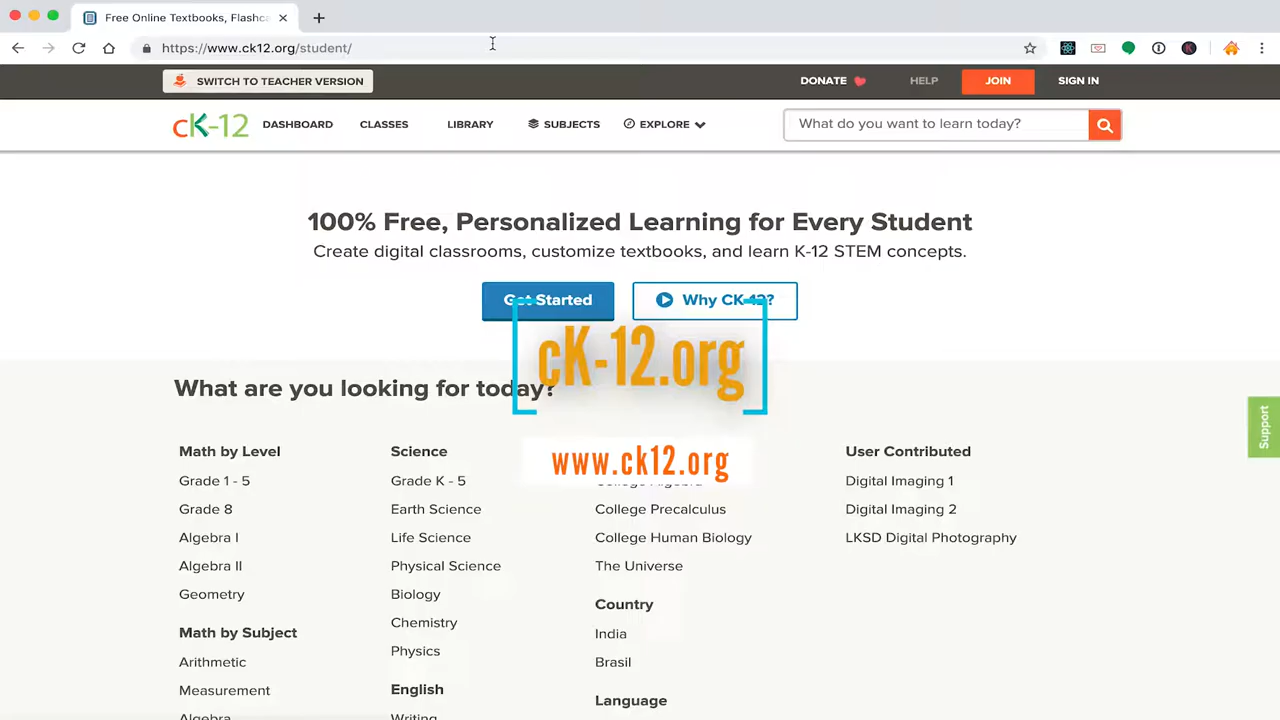 Free Online Textbooks, Flashca
https://www.ck12.org/student/
SWITCH TO TEACHER VERSION
DONATE
HELP
JOIN
SIGN IN
cK-12
DASHBOARD
CLASSES
LIBRARY
SUBJECTS
EXPLORE
What do you want to learn today?
100% Free, Personalized Learning for Every Student
Create digital classrooms, customize textbooks, and learn K-12 STEM concepts.
Get Started
Why CK-12?
cK-12.org
www.ck12.org
What are you looking for today?
Support
Math by Level
Grade 1 - 5
Grade 8
Algebra I
Algebra II
Geometry
Math by Subject
Arithmetic
Measurement
Algebra
Science
Grade K - 5
Earth Science
Life Science
Physical Science
Biology
Chemistry
Physics
English
Writing
College Algebra
College Precalculus
College Human Biology
The Universe
Country
India
Brasil
Language
User Contributed
Digital Imaging 1
Digital Imaging 2
LKSD Digital Photography